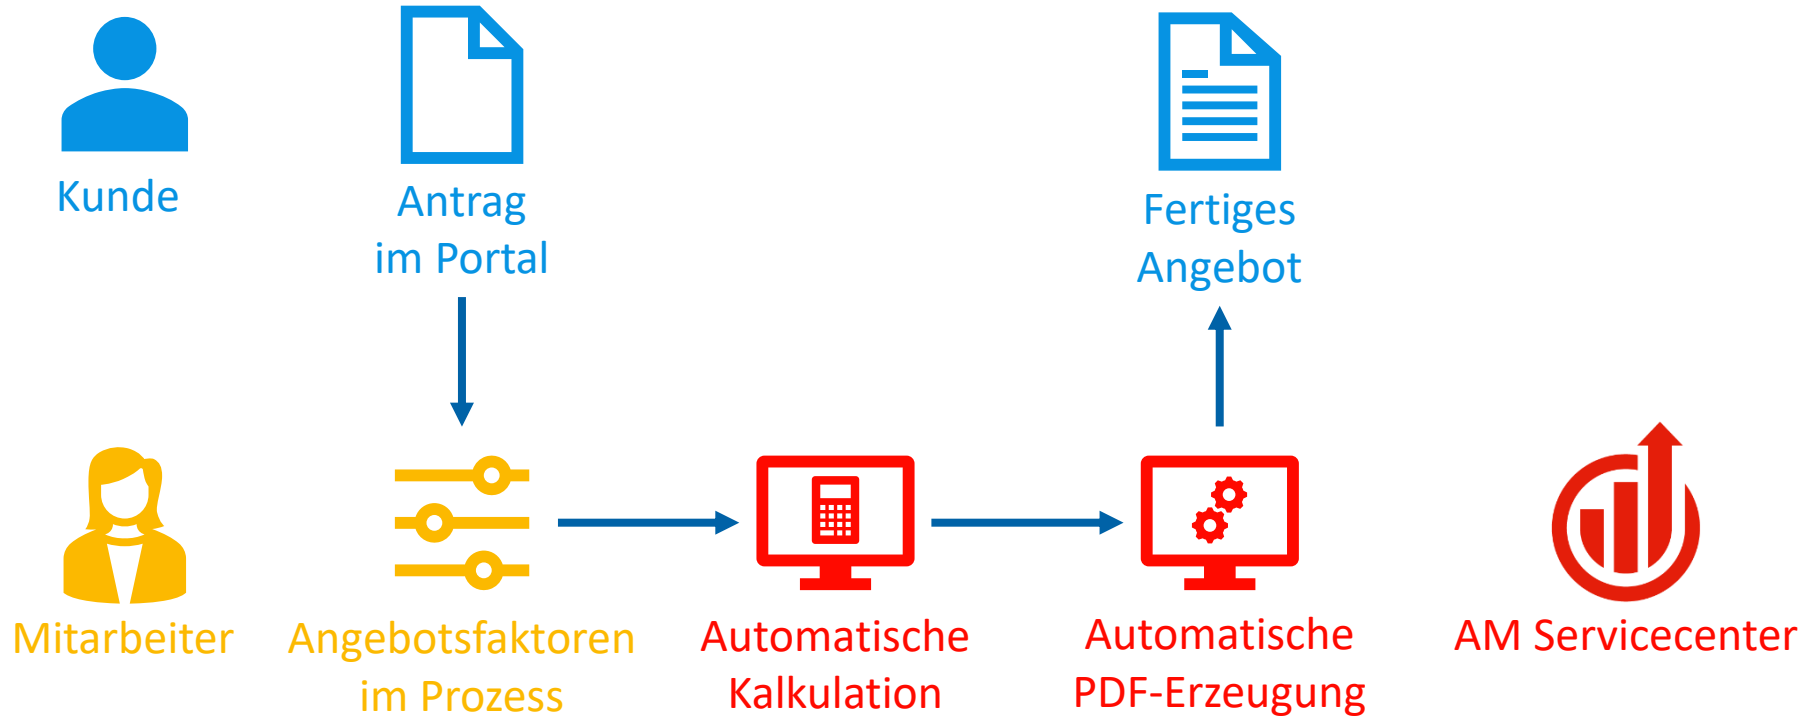 Kunde
Antrag
im Portal
Fertiges
Angebot
Mitarbeiter
Angebotsfaktoren
im Prozess
Automatische
Kalkulation
Automatische
PDF-Erzeugung
AM Servicecenter